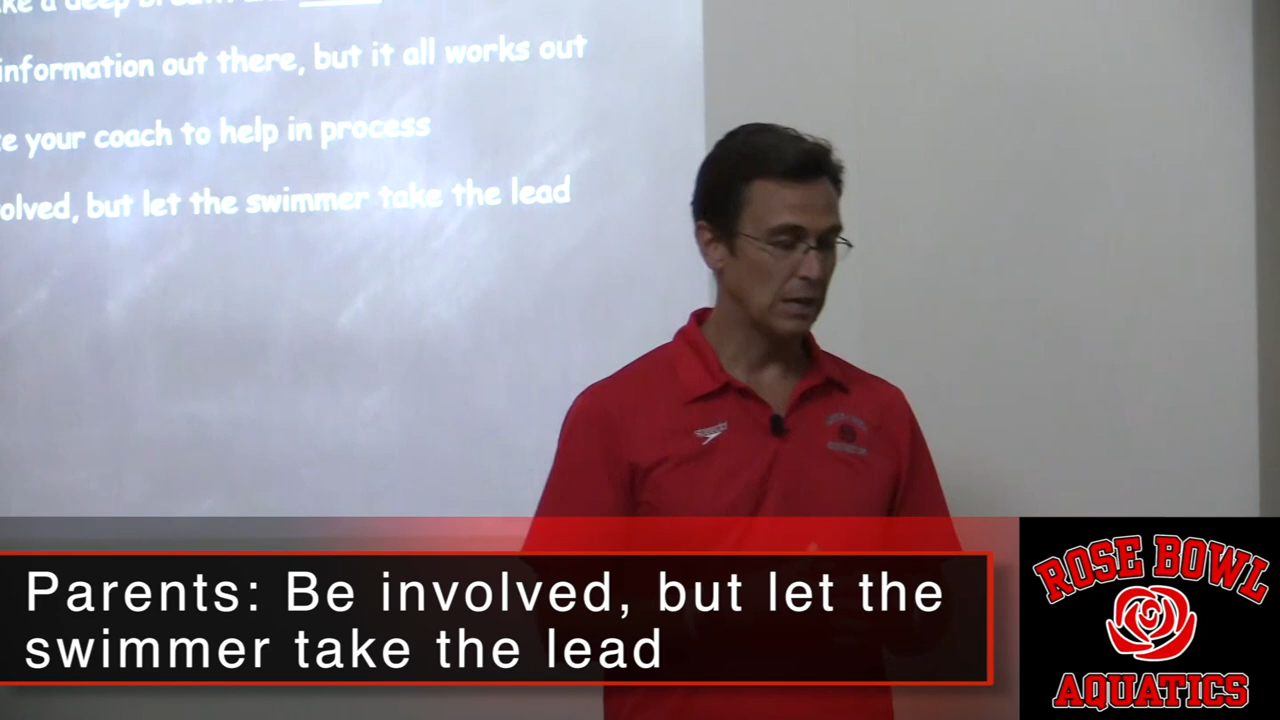 a deep
information out there, but it all works out
your coach to help in process
but let the swimmer take the lead
Parents: Be involved, but let the
swimmer take the lead
ROSE BOWL
AQUATICS